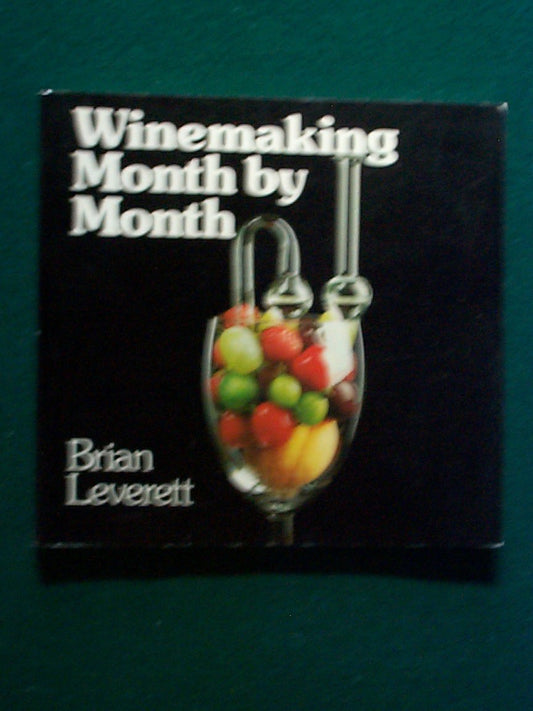 Winemaking
Month by
Month
Brian
Leverett